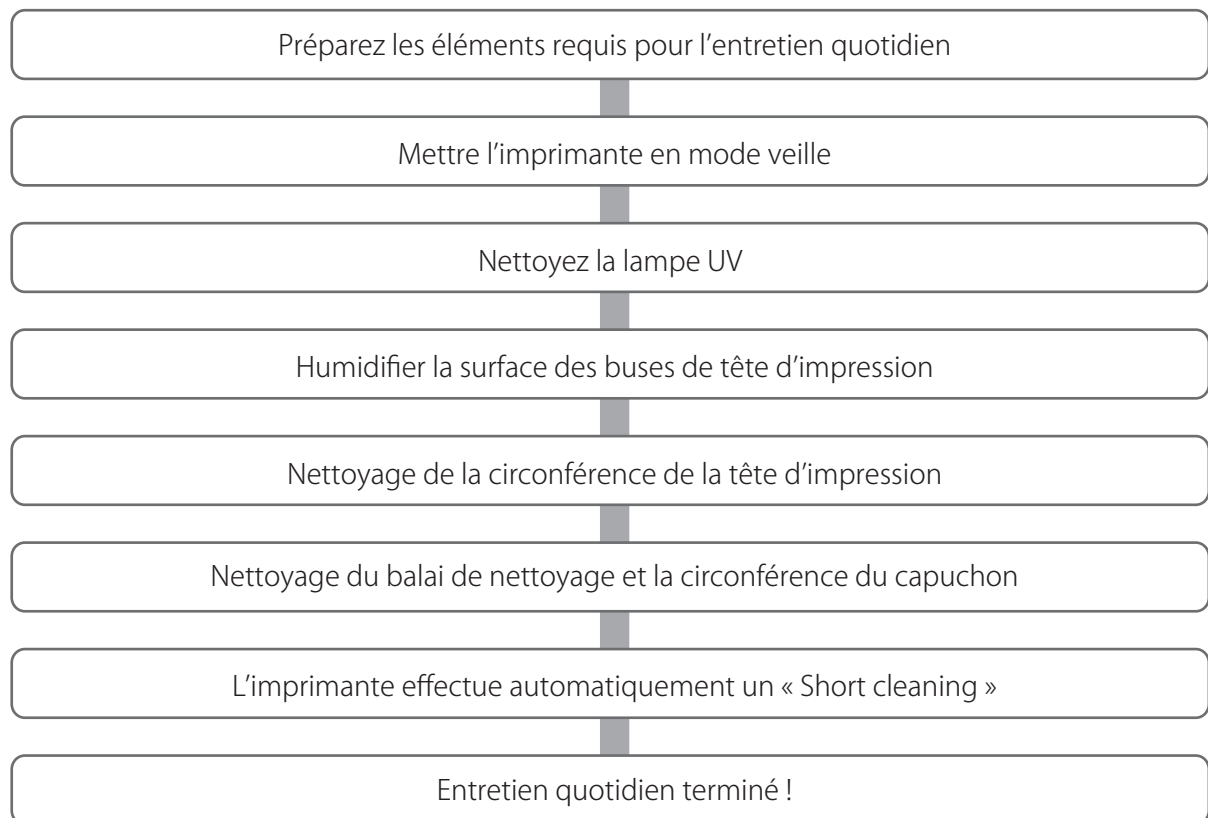 Préparez les éléments requis pour l’entretien quotidien
Mettre l’imprimante en mode veille
Nettoyez la lampe UV
Humidifier la surface des buses de tête d’impression
Nettoyage de la circonférence de la tête d’impression
Nettoyage du balai de nettoyage et la circonférence du capuchon
L’imprimante effectue automatiquement un « Short cleaning »
Entretien quotidien terminé !